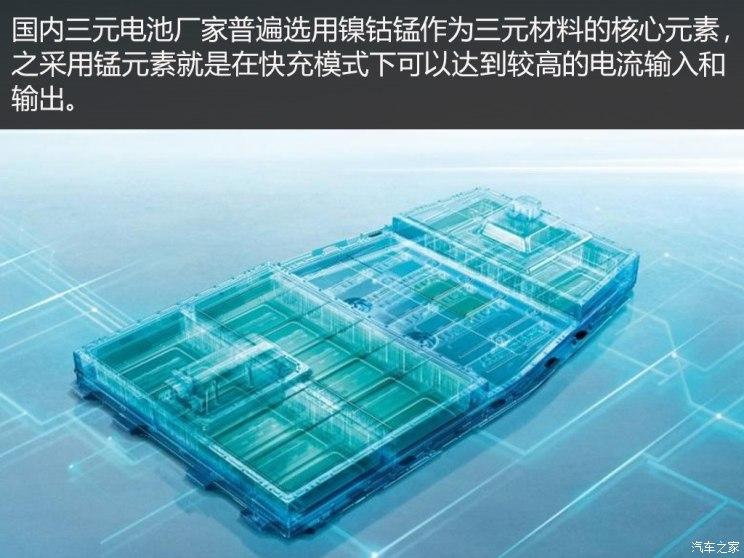 国内三元电池厂家普遍选用镍钴锰作为三元材料的核心元素，
之采用锰元素就是在快充模式下可以达到较高的电流输入和
输出。
汽车之家